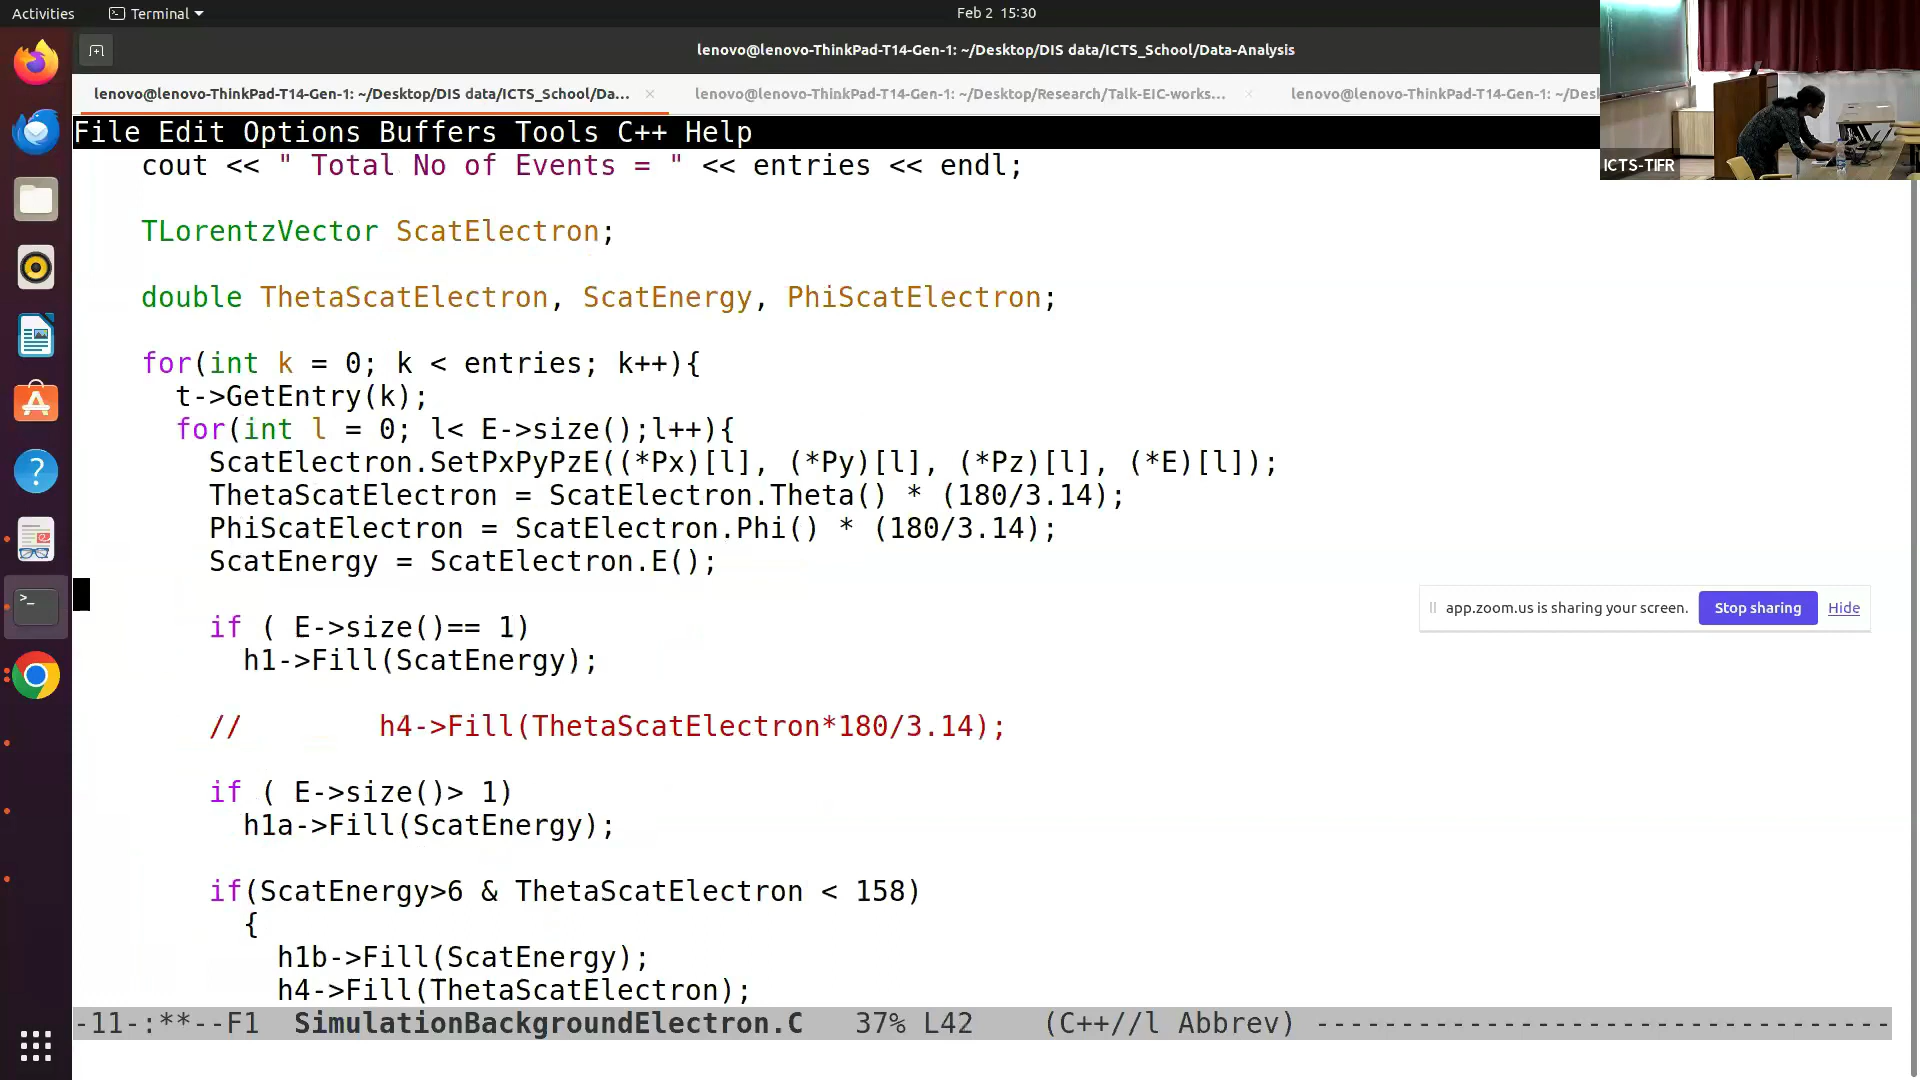 Activities
Terminal
Feb 2 15:30
lenovo@lenovo-ThinkPad-T14-Gen-1: ~/Desktop/DIS data/ICTS_School/Data-Analysis
lenovo@lenovo-ThinkPad-T14-Gen-1: ~/Desktop/DIS data/ICTS_School/Da...
lenovo@lenovo-ThinkPad-T14-Gen-1: ~/Desktop/Research/Talk-EIC-works...
lenovo@lenovo-ThinkPad-T14-Gen-1: ~/Des
ICTS-TIFR
File Edit Options Buffers Tools C++ Help
cout << " Total No of Events = " << entries << endl;
TLorentzVector ScatElectron;
double ThetaScatElectron, ScatEnergy, PhiScatElectron;
for(int k = 0; k < entries; k++){
t->GetEntry(k);
for(int l = 0; l< E->size();l++){
ScatElectron.SetPxPyPzE((*Px)[l], (*Py)[l], (*Pz)[l], (*E)[l]);
ThetaScatElectron = ScatElectron.Theta() * (180/3.14);
PhiScatElectron = ScatElectron.Phi() * (180/3.14);
ScatEnergy = ScatElectron.E();
if ( E->size()== 1)
h1->Fill(ScatEnergy);
// h4->Fill(ThetaScatElectron*180/3.14);
if ( E->size()> 1)
h1a->Fill(ScatEnergy);
if(ScatEnergy>6 & ThetaScatElectron < 158)
{
h1b->Fill(ScatEnergy);
h4->Fill(ThetaScatElectron);
app.zoom.us is sharing your screen.
Stop sharing
Hide
-11-:**--F1 SimulationBackgroundElectron.C 37% L42 (C++//l Abbrev) ----------------------------------